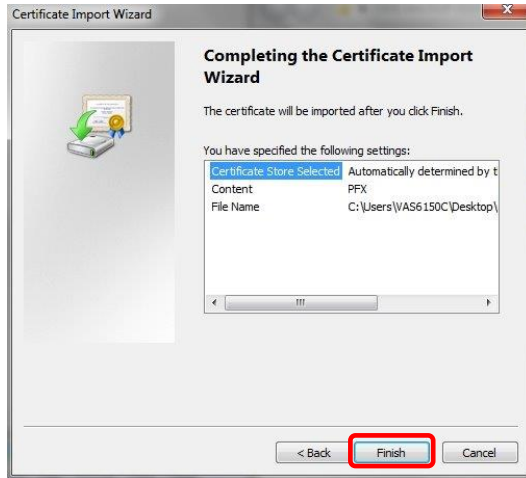 Certificate Import Wizard
x
Completing the Certificate Import
Wizard
The certificate will be imported after you click Finish.
You have specified the following settings:
Certificate Store Selected Automatically determined by t
Content PFX
File Name C:\Users\VAS6150C\Desktop\
< Back Finish Cancel